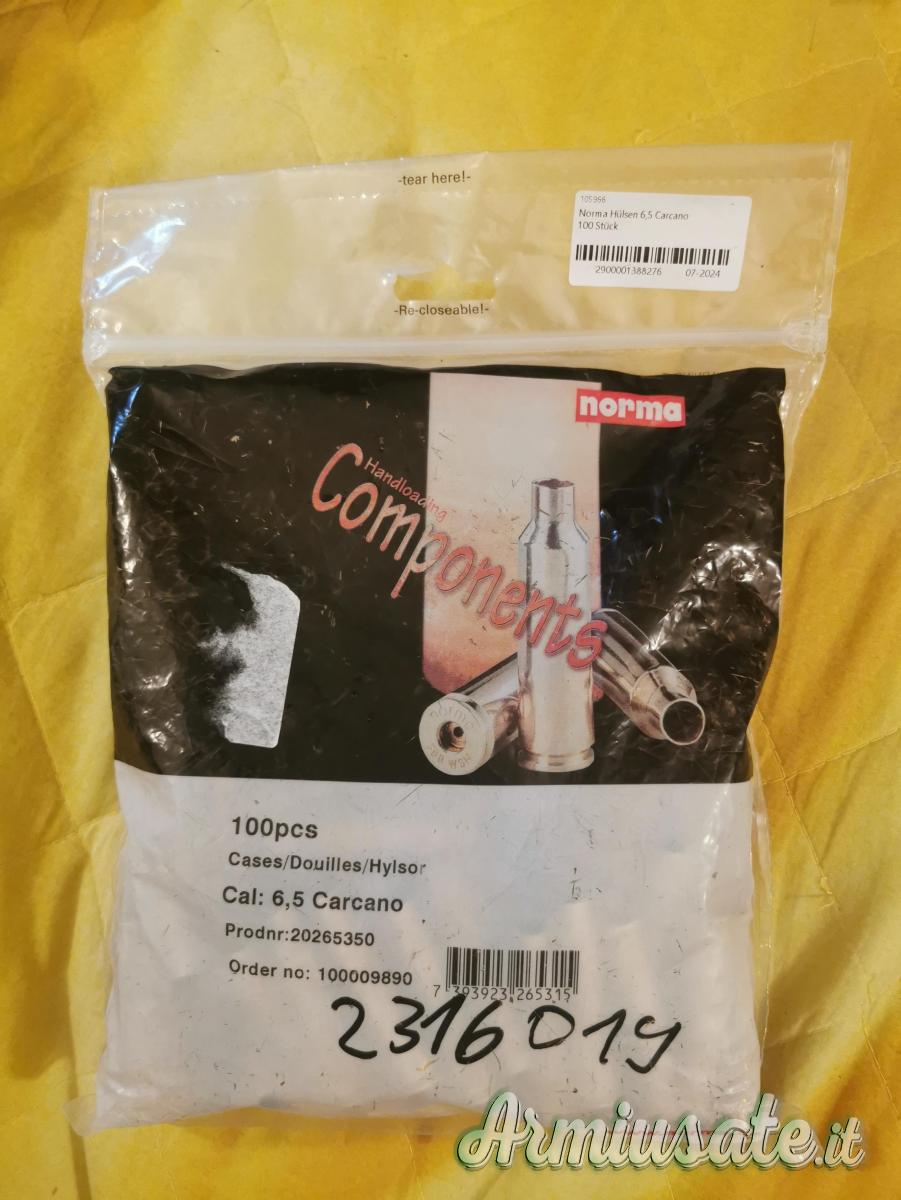 -tear here!-
105966
Norma Hülsen 6,5 Carcano
100 Stück
2900001388276 07-2024
-Re-closeable!-
norma
Handloading
Components
norma
100pcs
Cases/Douilles/Hylsor
Cal: 6,5 Carcano
Prodnr:20265350
Order no: 100009890
7 393923 265315
2316019
Armiusate.it